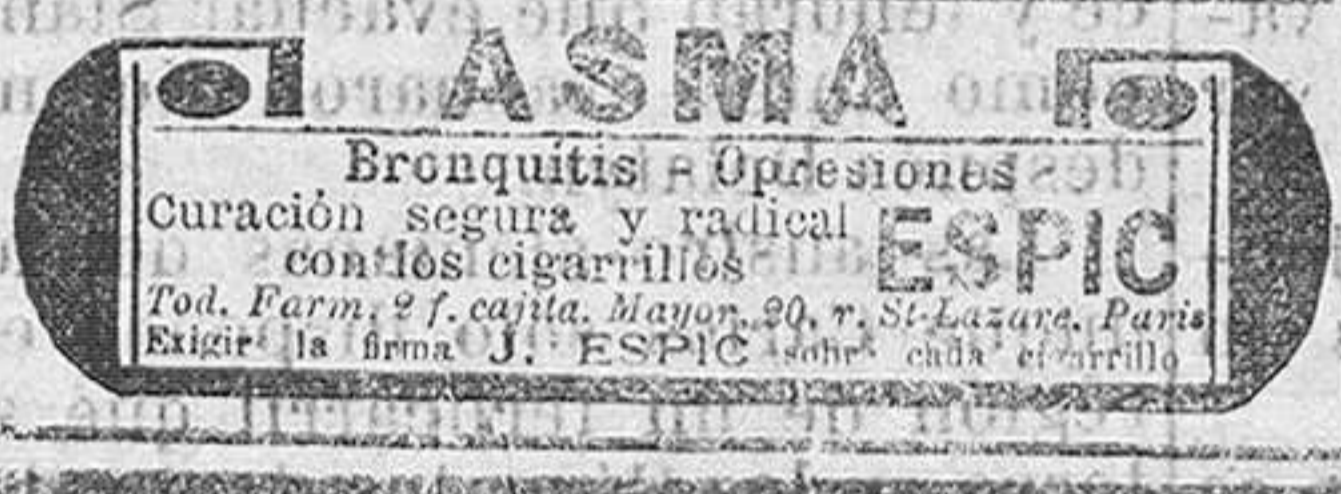 ASMA
Bronquítis - Opresiones
Curación segura y radical
con los cigarrillos ESPIC
Tod. Farm. 2 f. cajita. Mayor, 20, r. St-Lazare. Paris
Exigir la firma J. ESPIC sobre cada cigarrillo